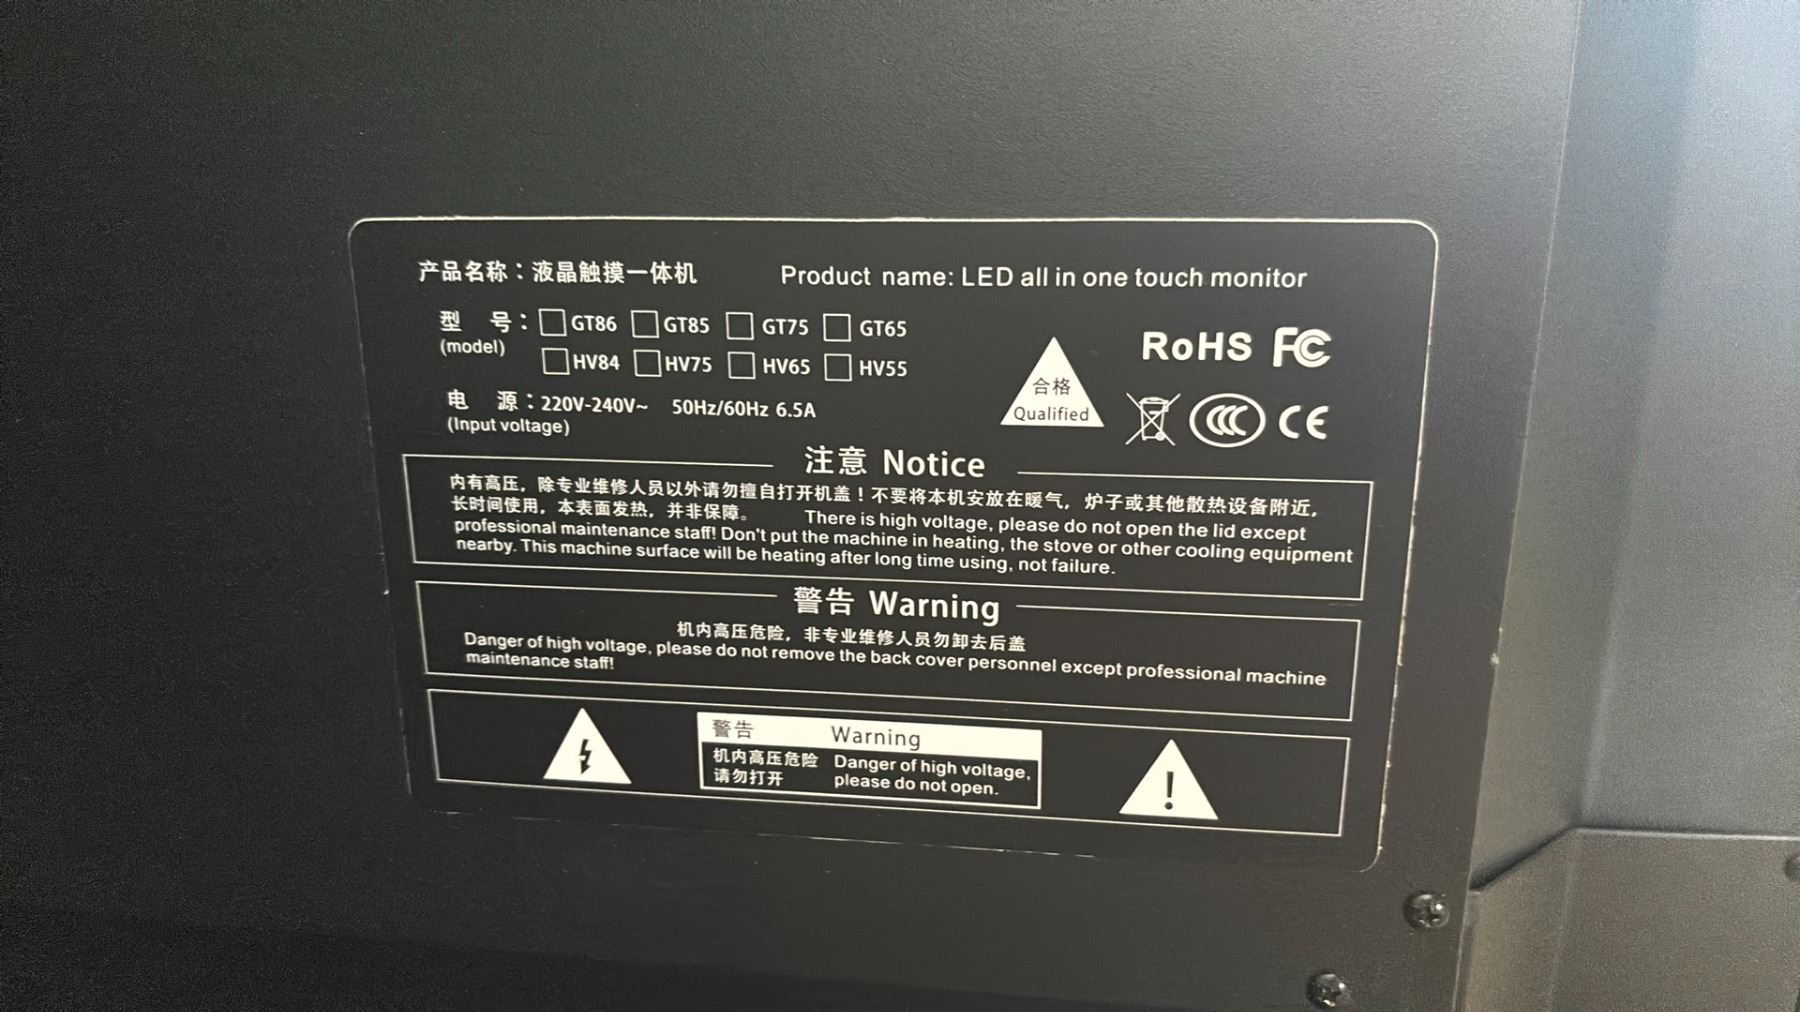 产品名称：液晶触摸一体机 Product name: LED all in one touch monitor
型 号： GT86 GT85 GT75 GT65
(model) HV84 HV75 HV65 HV55
电 源：220V-240V~ 50Hz/60Hz 6.5A
(Input voltage)
合格
Qualified
RoHS FC
CCC CE
注意 Notice
内有高压，除专业维修人员以外请勿擅自打开机盖！不要将本机安放在暖气，炉子或其他散热设备附近，
长时间使用，本表面发热，并非保障。 There is high voltage, please do not open the lid except
professional maintenance staff! Don't put the machine in heating, the stove or other cooling equipment
nearby. This machine surface will be heating after long time using, not failure.
警告 Warning
机内高压危险，非专业维修人员勿卸去后盖
Danger of high voltage, please do not remove the back cover personnel except professional machine
maintenance staff!
警告 Warning
机内高压危险 Danger of high voltage,
请勿打开 please do not open.